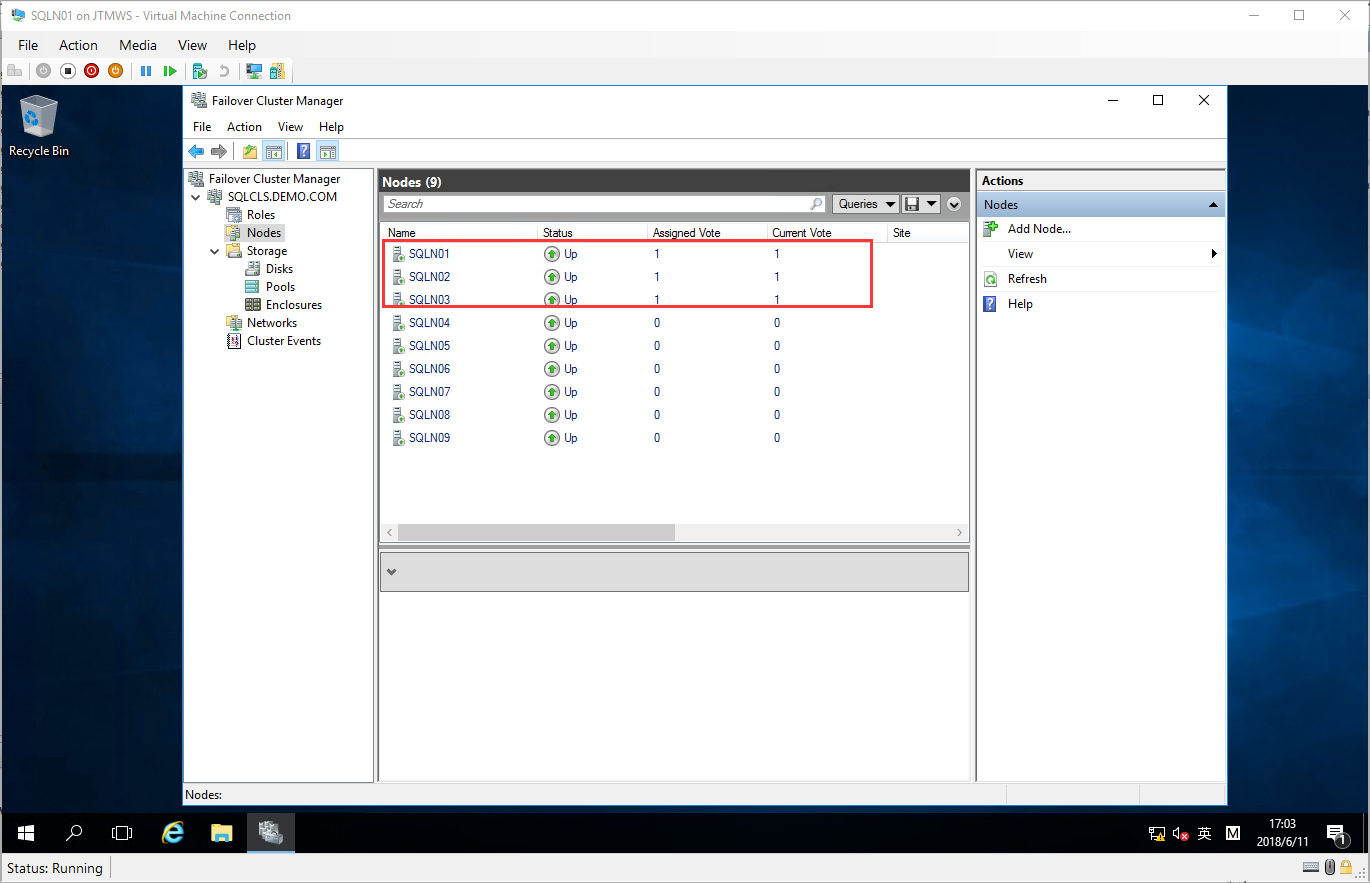 SQLN01 on JTMWS - Virtual Machine Connection
File Action Media View Help
Recycle Bin
Failover Cluster Manager
File Action View Help
Failover Cluster Manager
SQLCLS.DEMO.COM
Roles
Nodes
Storage
Disks
Pools
Enclosures
Networks
Cluster Events
Nodes (9)
Search Queries
Name Status Assigned Vote Current Vote Site
SQLN01 Up 1 1
SQLN02 Up 1 1
SQLN03 Up 1 1
SQLN04 Up 0 0
SQLN05 Up 0 0
SQLN06 Up 0 0
SQLN07 Up 0 0
SQLN08 Up 0 0
SQLN09 Up 0 0
Actions
Nodes
Add Node...
View
Refresh
Help
Nodes:
英 M
17:03
2018/6/11
1
Status: Running